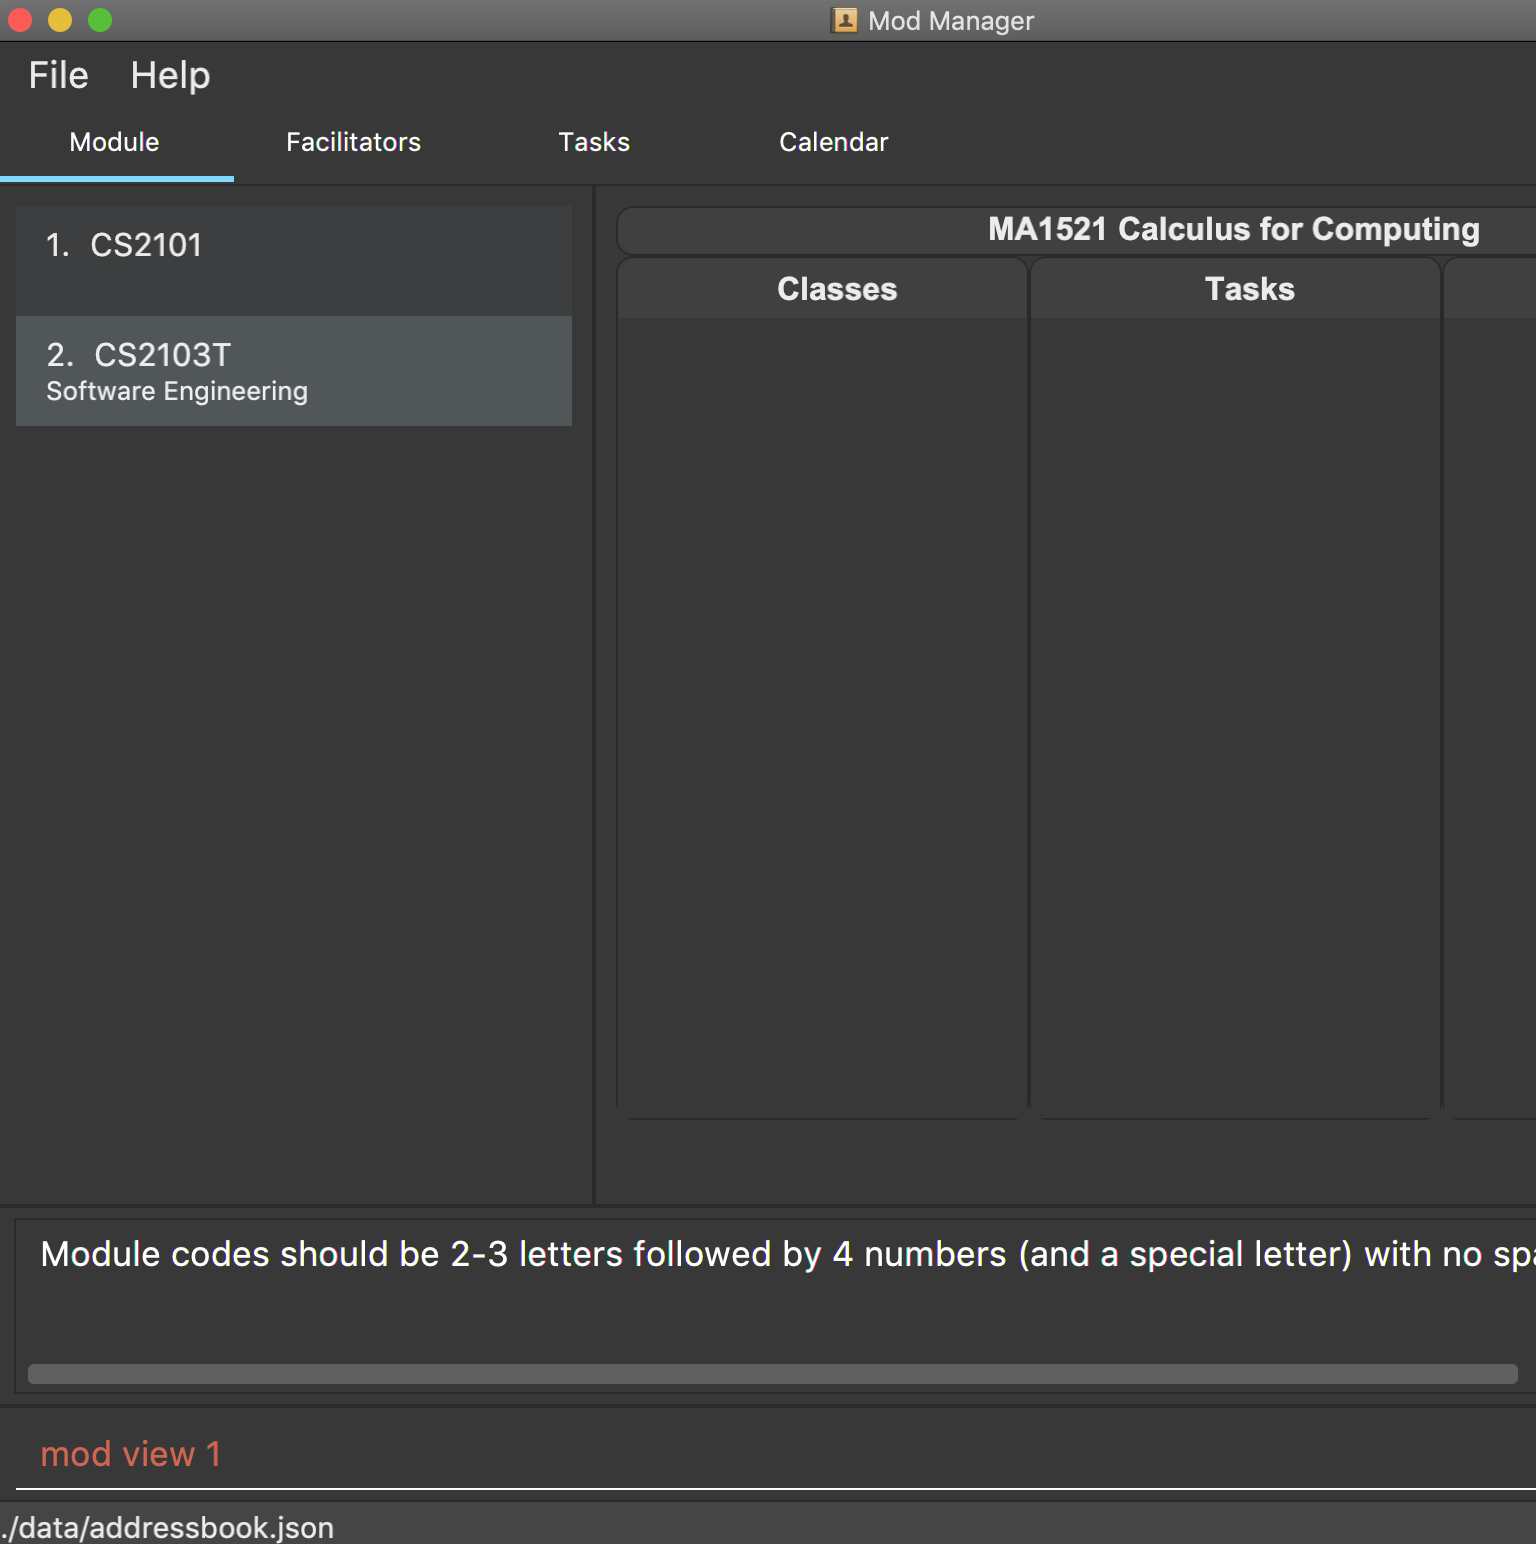 Mod Manager
File Help
Module Facilitators Tasks Calendar
1. CS2101
2. CS2103T
Software Engineering
MA1521 Calculus for Computing
Classes Tasks
Module codes should be 2-3 letters followed by 4 numbers (and a special letter) with no
mod view 1
./data/addressbook.json